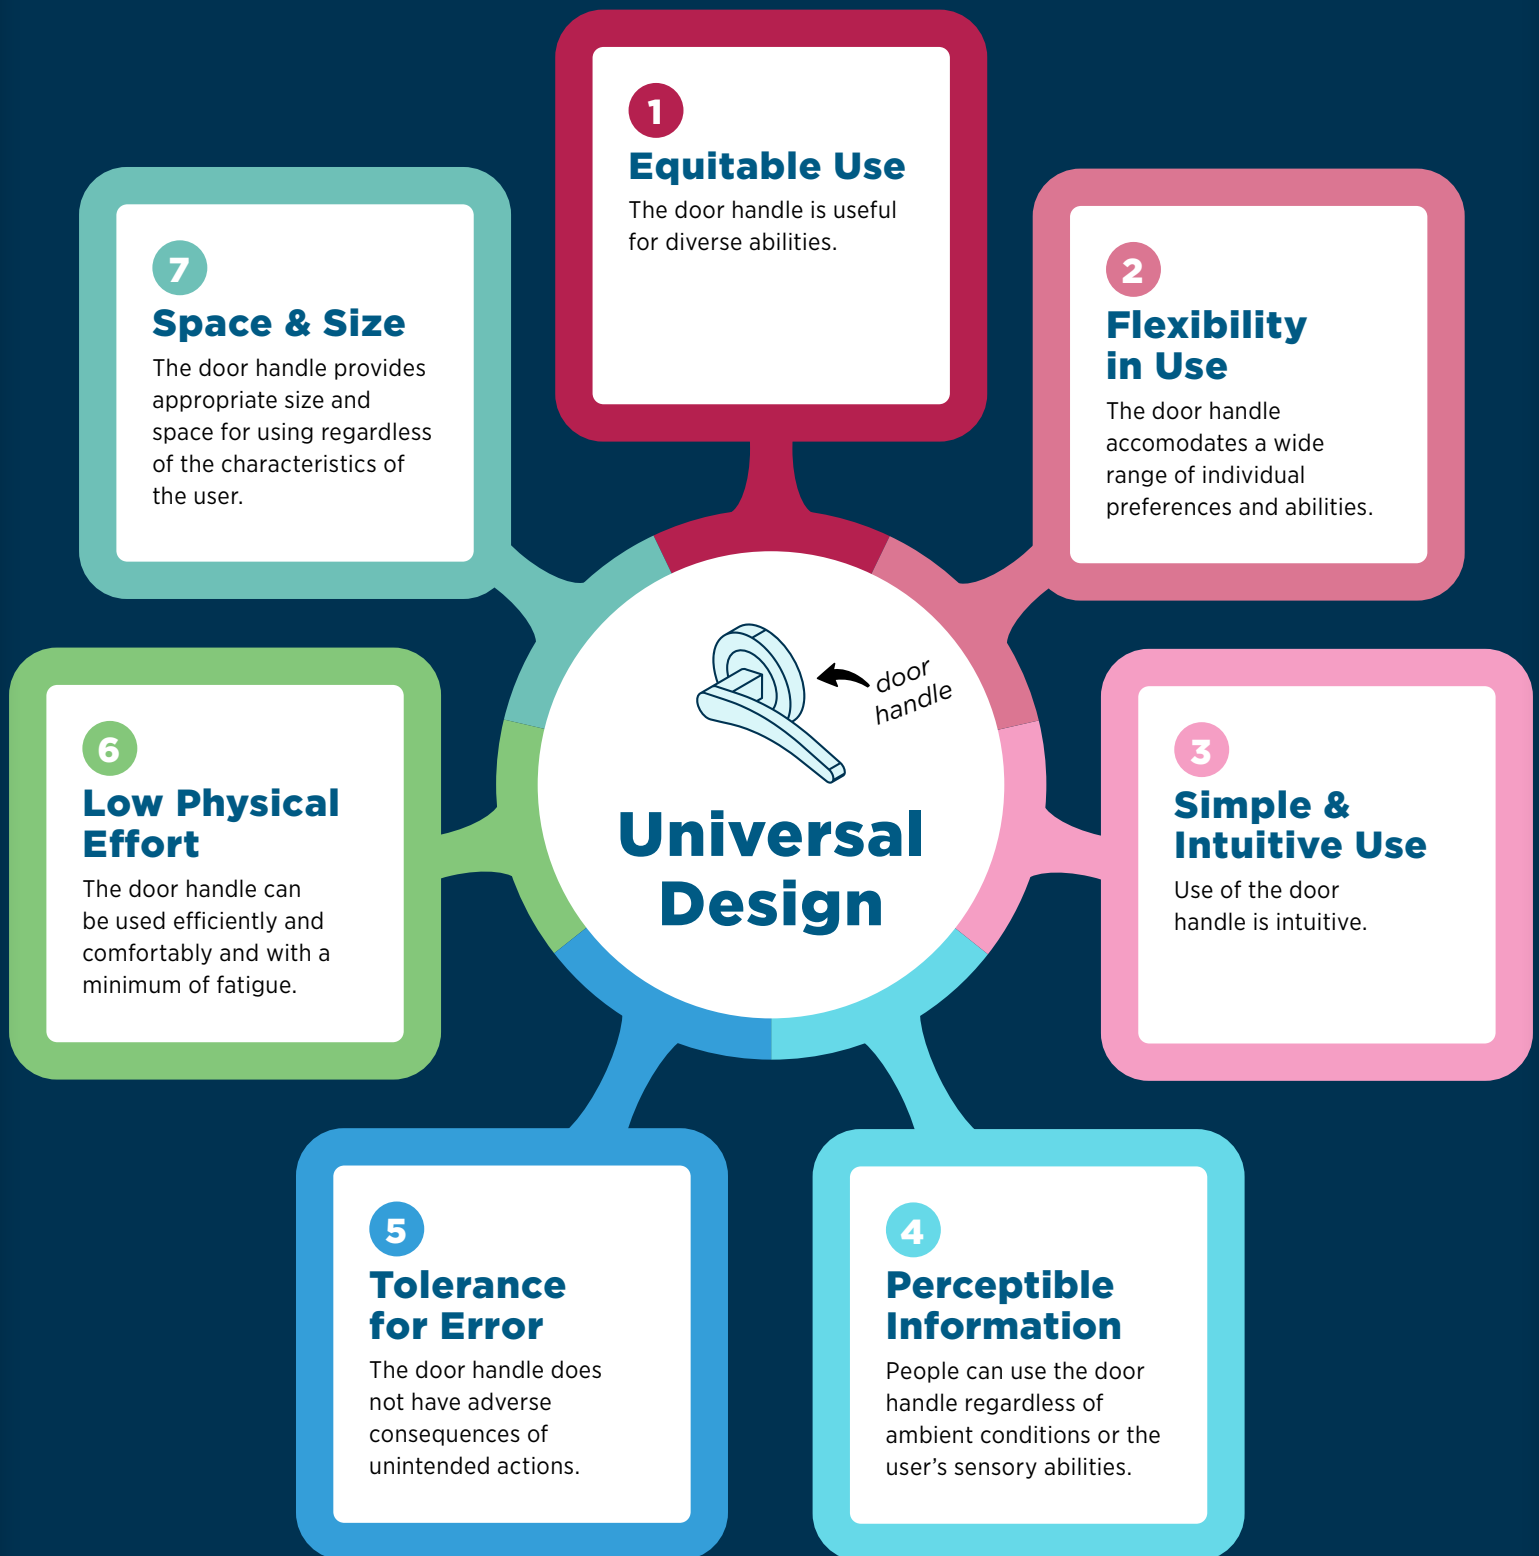 1
Equitable Use
The door handle is useful
for diverse abilities.
2
Flexibility
in Use
The door handle
accomodates a wide
range of individual
preferences and abilities.
3
Simple &
Intuitive Use
Use of the door
handle is intuitive.
4
Perceptible
Information
People can use the door
handle regardless of
ambient conditions or the
user’s sensory abilities.
5
Tolerance
for Error
The door handle does
not have adverse
consequences of
unintended actions.
6
Low Physical
Effort
The door handle can
be used efficiently and
comfortably and with a
minimum of fatigue.
7
Space & Size
The door handle provides
appropriate size and
space for using regardless
of the characteristics of
the user.
door
handle
Universal
Design